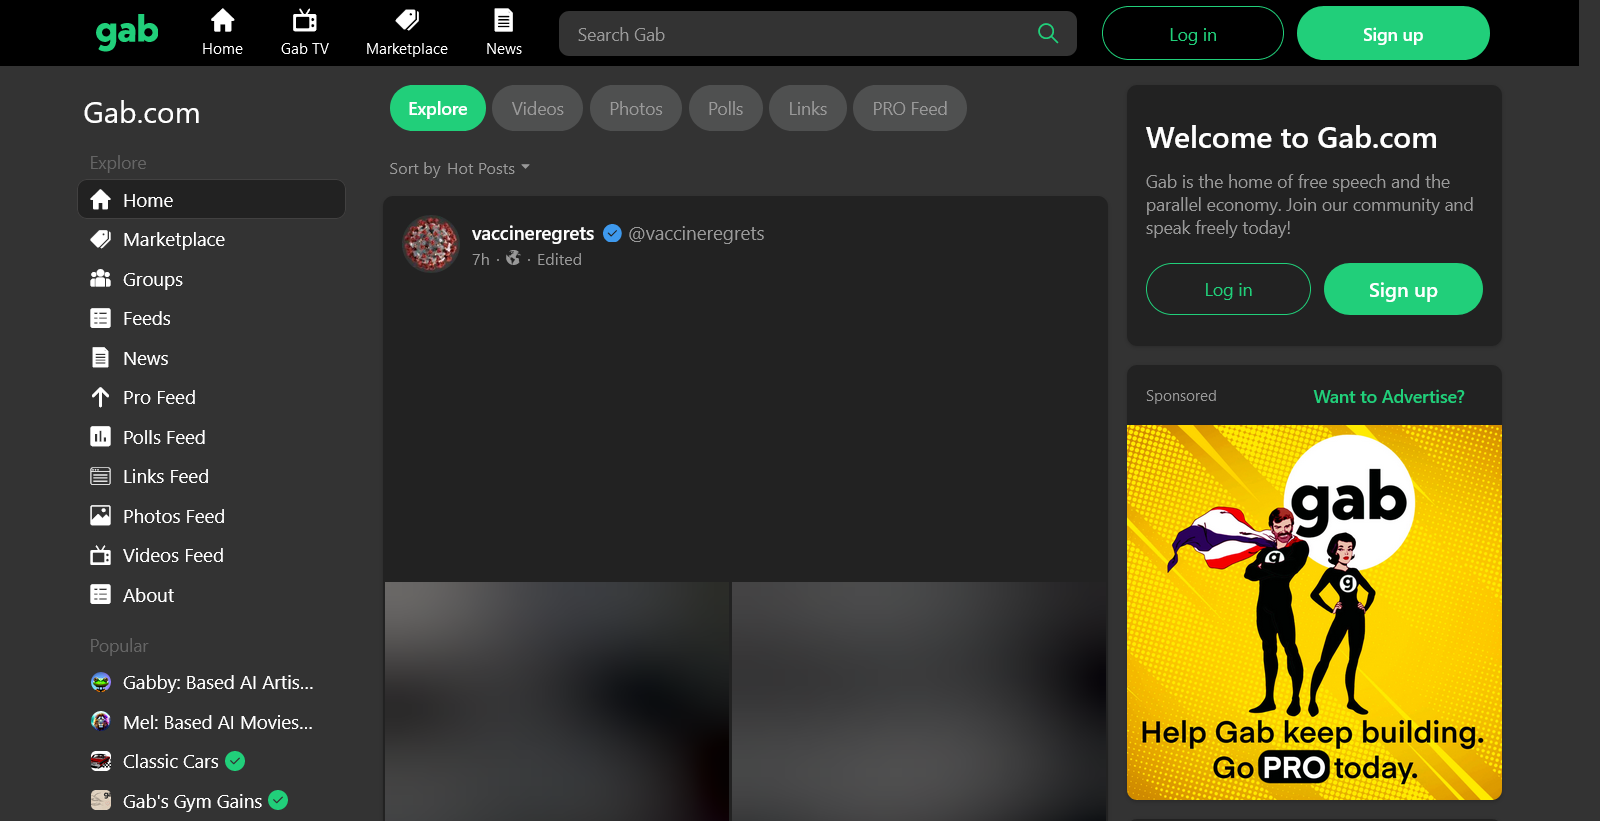 gab
Home
Gab TV
Marketplace
News
Search Gab
Log in
Sign up
Gab.com
Explore
Home
Marketplace
Groups
Feeds
News
Pro Feed
Polls Feed
Links Feed
Photos Feed
Videos Feed
About
Popular
Gabby: Based AI Artis...
Mel: Based AI Movies...
Classic Cars
Gab's Gym Gains
Explore
Videos
Photos
Polls
Links
PRO Feed
Sort by Hot Posts
vaccineregrets @vaccineregrets
7h · · Edited
Welcome to Gab.com
Gab is the home of free speech and the
parallel economy. Join our community and
speak freely today!
Log in
Sign up
Sponsored
Want to Advertise?
gab
g
g
Help Gab keep building.
Go PRO today.